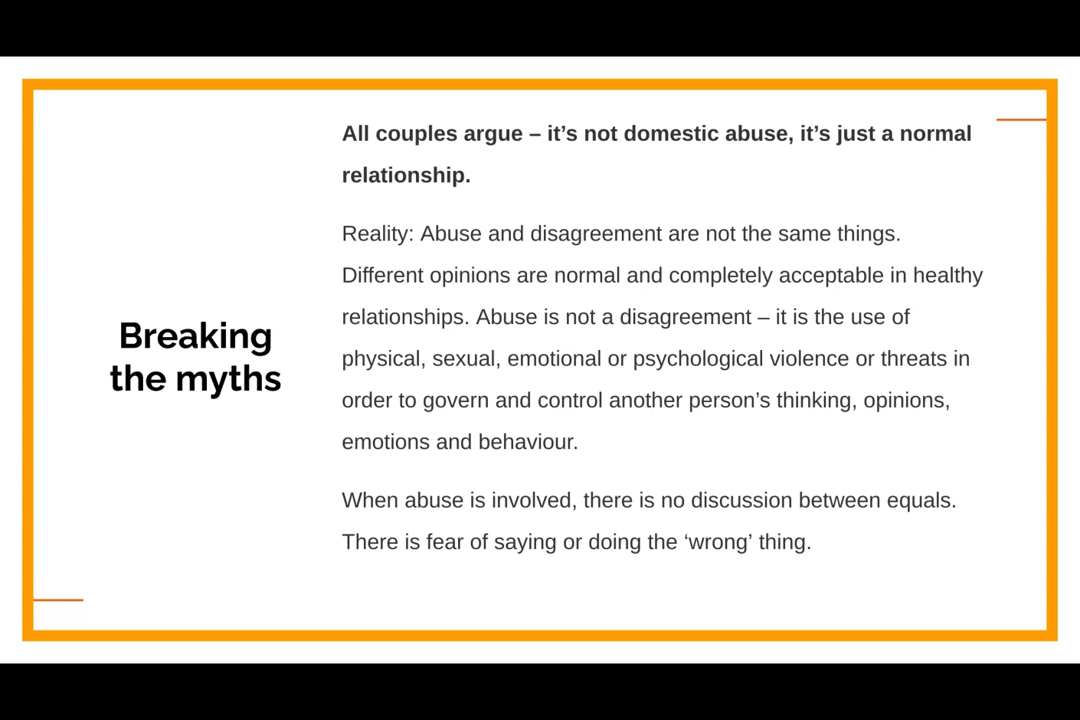 Breaking
the myths
All couples argue – it’s not domestic abuse, it’s just a normal
relationship.
Reality: Abuse and disagreement are not the same things.
Different opinions are normal and completely acceptable in healthy
relationships. Abuse is not a disagreement – it is the use of
physical, sexual, emotional or psychological violence or threats in
order to govern and control another person’s thinking, opinions,
emotions and behaviour.
When abuse is involved, there is no discussion between equals.
There is fear of saying or doing the ‘wrong’ thing.